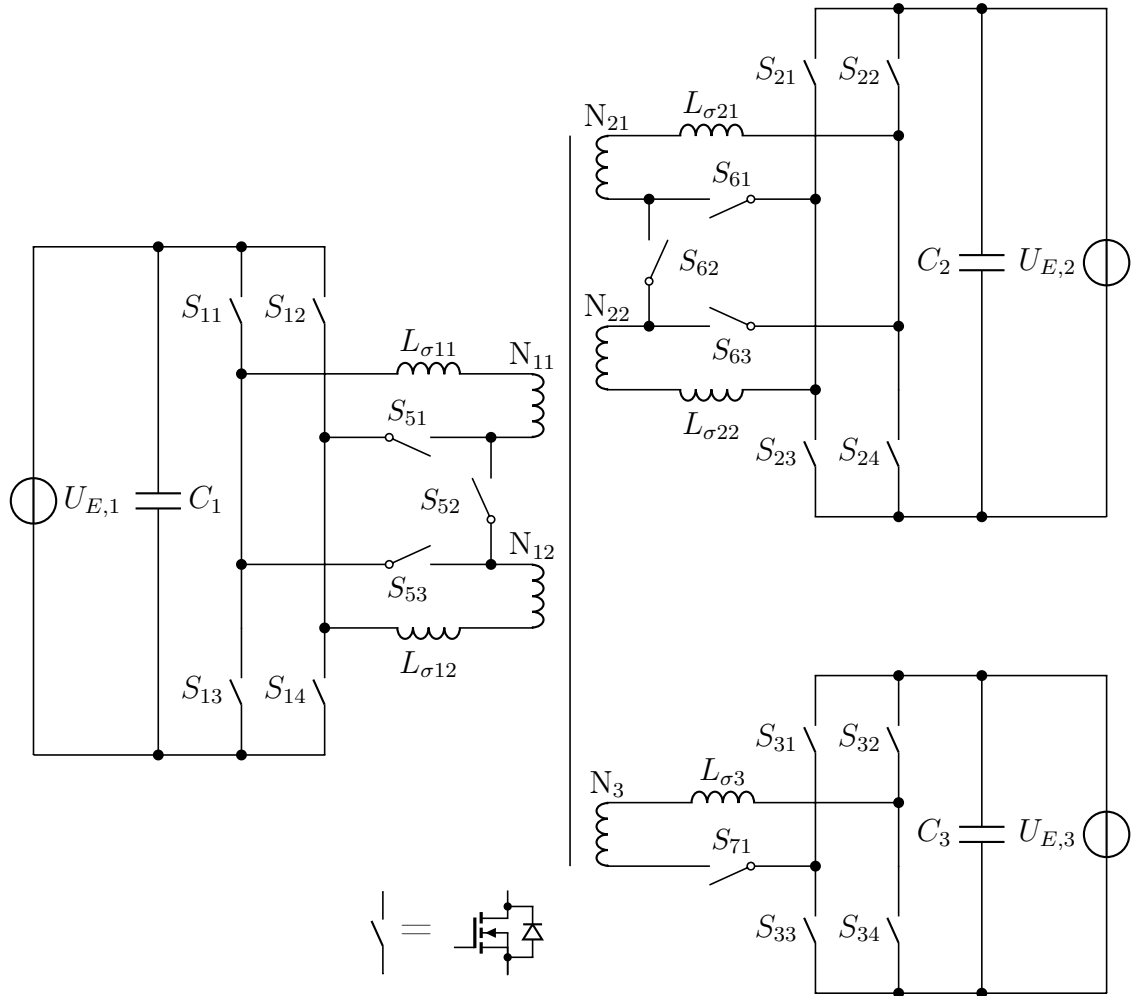 S21 S22
Lσ21
N21
S61
S62
C2 UE,2
N22
S63
Lσ22
S23 S24
S11 S12
Lσ11
N11
S51
UE,1 C1
S52
N12
S53
Lσ12
S13 S14
S31 S32
N3 Lσ3
S71
C3 UE,3
S33 S34
=